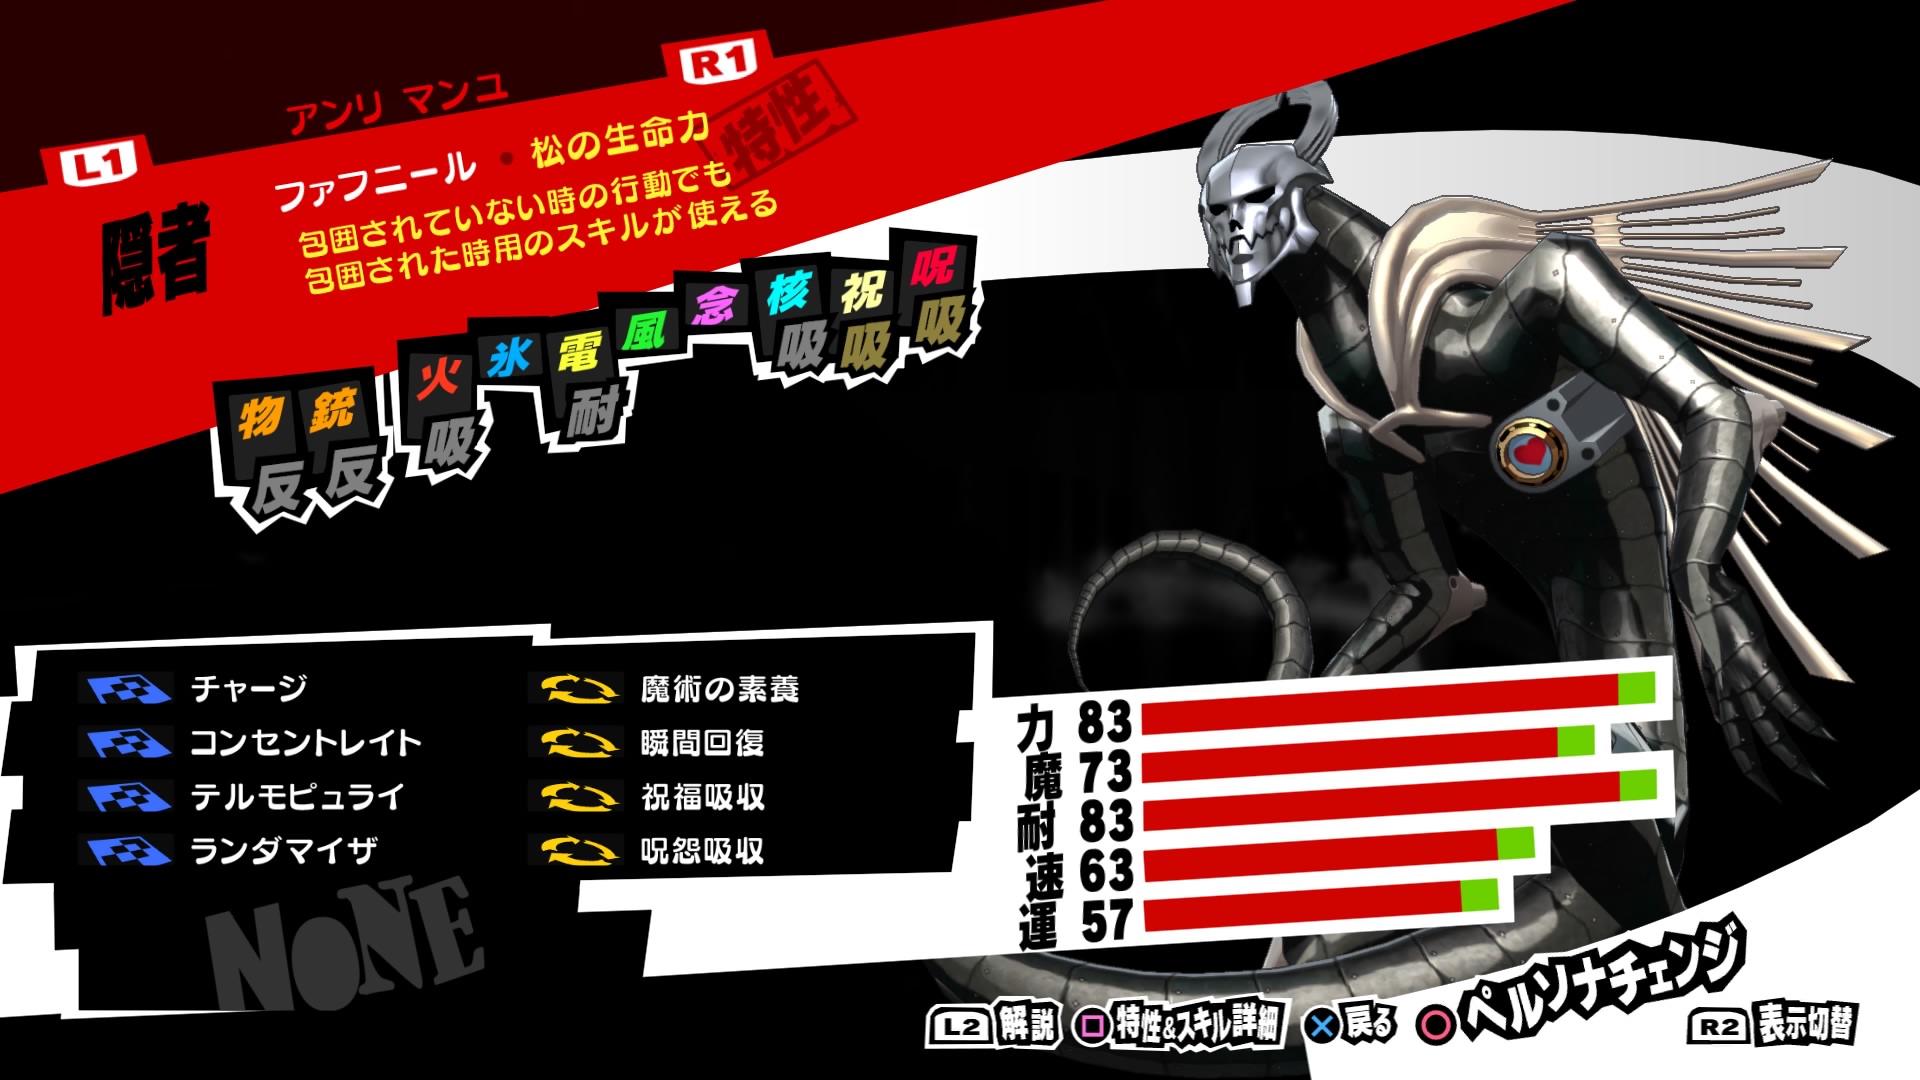 アンリ マンユ
R1
L1
特性
ファフニール・松の生命力
隠者
包囲されていない時の行動でも
包囲された時用のスキルが使える
物 銃 火 氷 電 風 念 核 祝 呪
反 反 吸 耐 吸 吸 吸
チャージ 魔術の素養
コンセントレイト 瞬間回復
テルモピュライ 祝福吸収
ランダマイザ 呪怨吸収
NONE
力 83
魔 73
耐 83
速 63
運 57
L2 解説 特性&スキル詳細 戻る ペルソナチェンジ R2 表示切替